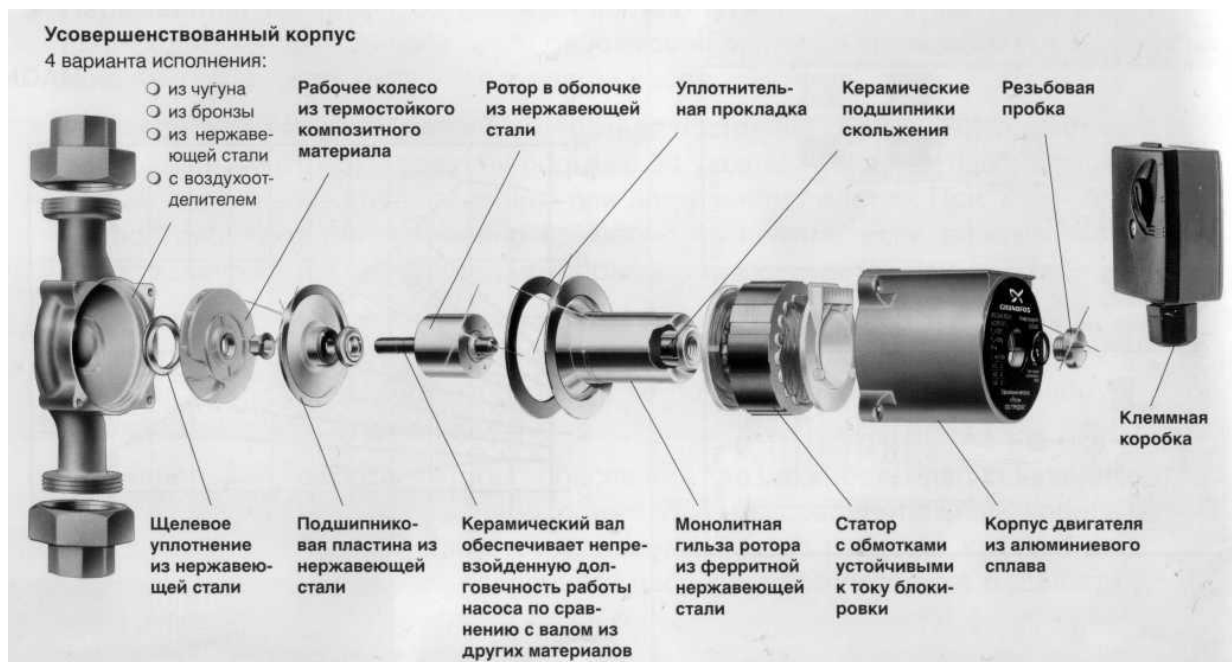 Усовершенствованный корпус
4 варианта исполнения:
из чугуна
из бронзы
из нержаве-
ющей стали
с воздухоот-
делителем
Рабочее колесо
из термостойкого
композитного
материала
Ротор в оболочке
из нержавеющей
стали
Уплотнитель-
ная прокладка
Керамические
подшипники
скольжения
Резьбовая
пробка
GRUNDFOS
Клеммная
коробка
Щелевое
уплотнение
из нержавею-
щей стали
Подшипнико-
вая пластина из
нержавеющей
стали
Керамический вал
обеспечивает непре-
взойденную дол-
говечность работы
насоса по срав-
нению с валом из
других материалов
Монолитная
гильза ротора
из ферритной
нержавеющей
стали
Статор
с обмотками
устойчивыми
к току блоки-
ровки
Корпус двигателя
из алюминиевого
сплава